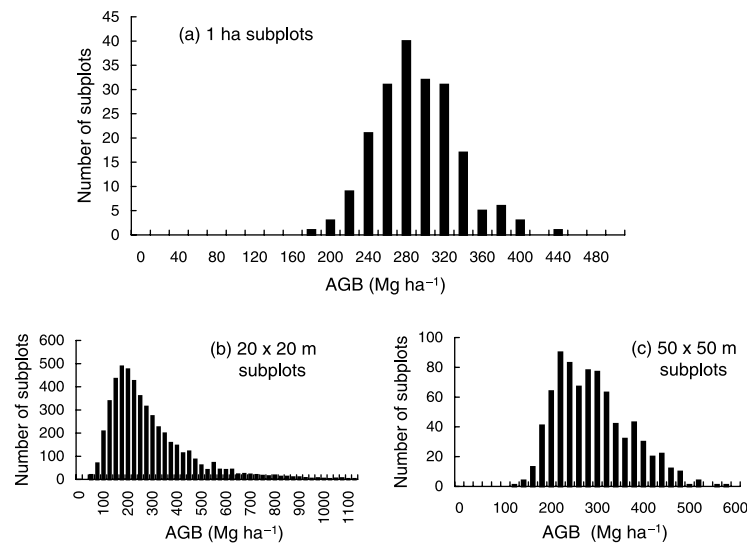 (a) 1 ha subplots
Number of subplots
45
40
35
30
25
20
15
10
5
0
0 40 80 120 160 200 240 280 320 360 400 440 480
AGB (Mg ha⁻¹)
(b) 20 x 20 m
subplots
Number of subplots
600
500
400
300
200
100
0
0 100 200 300 400 500 600 700 800 900 1000 1100
AGB (Mg ha⁻¹)
(c) 50 x 50 m
subplots
Number of subplots
100
80
60
40
20
0
0 100 200 300 400 500 600
AGB (Mg ha⁻¹)